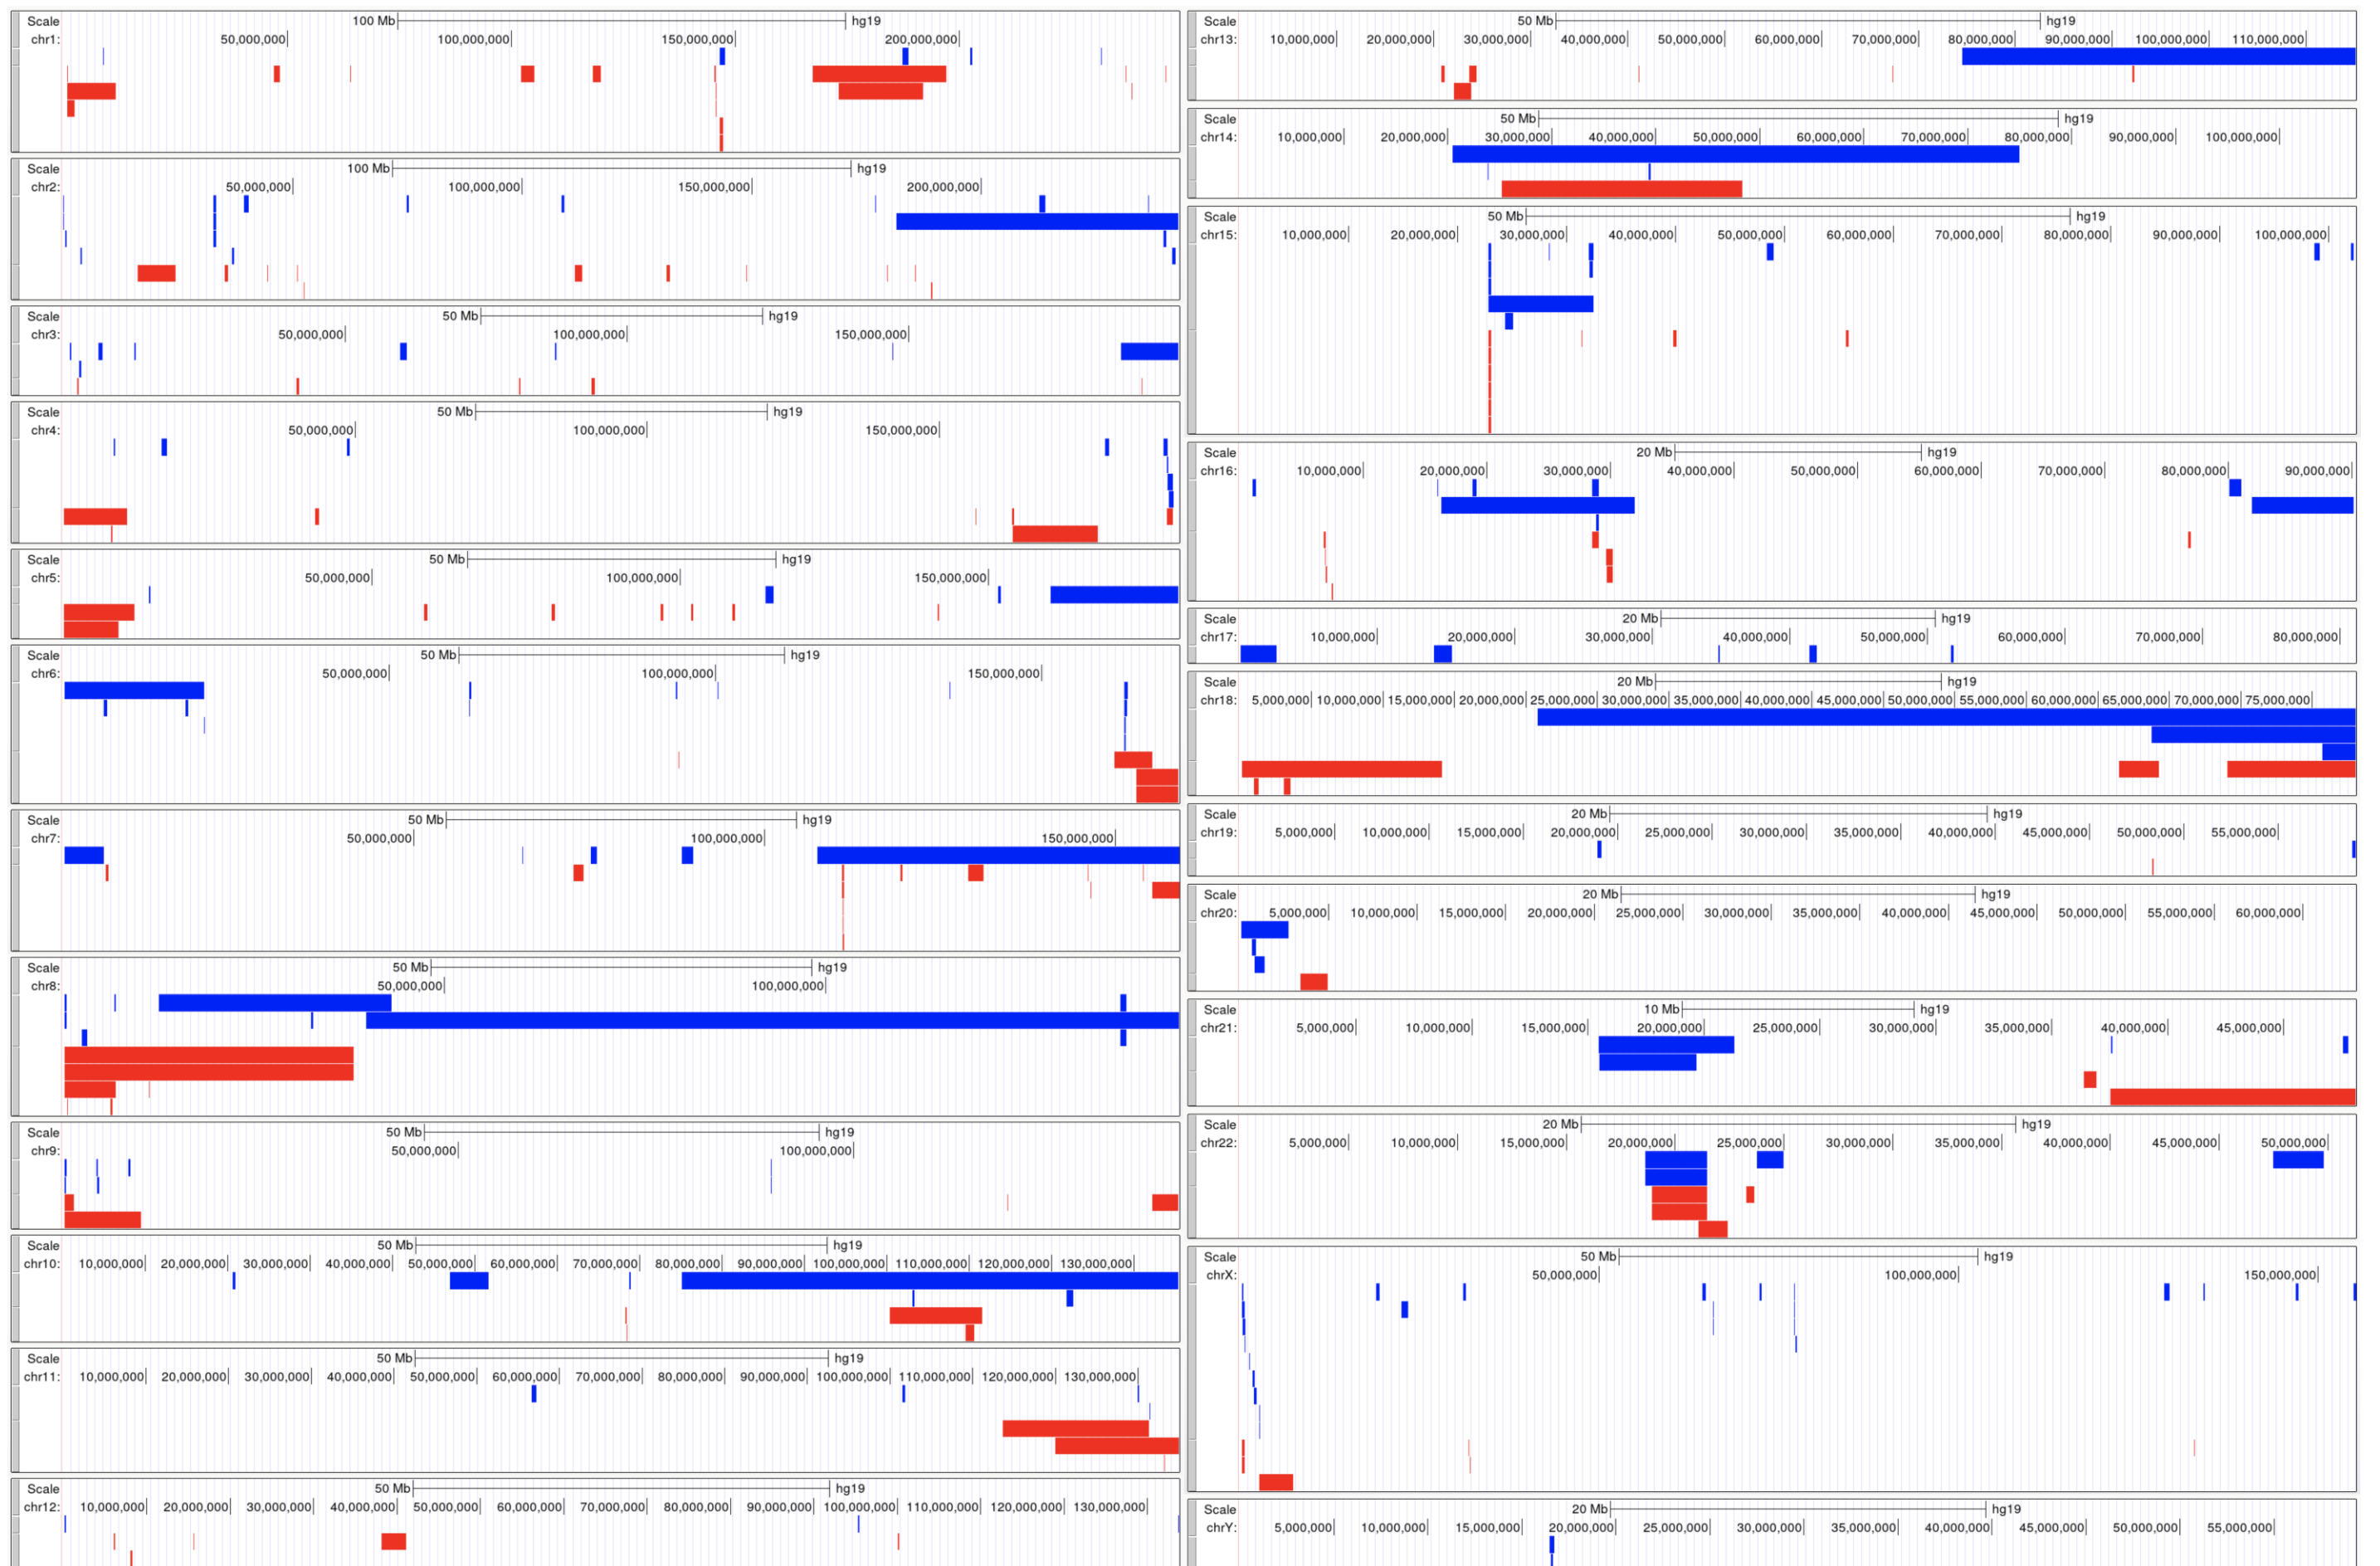 Scale 100 Mb hg19
chr1: 50,000,000 100,000,000 150,000,000 200,000,000
Scale 100 Mb hg19
chr2: 50,000,000 100,000,000 150,000,000 200,000,000
Scale 50 Mb hg19
chr3: 50,000,000 100,000,000 150,000,000
Scale 50 Mb hg19
chr4: 50,000,000 100,000,000 150,000,000
Scale 50 Mb hg19
chr5: 50,000,000 100,000,000 150,000,000
Scale 50 Mb hg19
chr6: 50,000,000 100,000,000 150,000,000
Scale 50 Mb hg19
chr7: 50,000,000 100,000,000 150,000,000
Scale 50 Mb hg19
chr8: 50,000,000 100,000,000
Scale 50 Mb hg19
chr9: 50,000,000 100,000,000
Scale 50 Mb hg19
chr10: 10,000,000 20,000,000 30,000,000 40,000,000 50,000,000 60,000,000 70,000,000 80,000,000 90,000,000 100,000,000 110,000,000 120,000,000 130,000,000
Scale 50 Mb hg19
chr11: 10,000,000 20,000,000 30,000,000 40,000,000 50,000,000 60,000,000 70,000,000 80,000,000 90,000,000 100,000,000 110,000,000 120,000,000 130,000,000
Scale 50 Mb hg19
chr12: 10,000,000 20,000,000 30,000,000 40,000,000 50,000,000 60,000,000 70,000,000 80,000,000 90,000,000 100,000,000 110,000,000 120,000,000 130,000,000
Scale 50 Mb hg19
chr13: 10,000,000 20,000,000 30,000,000 40,000,000 50,000,000 60,000,000 70,000,000 80,000,000 90,000,000 100,000,000 110,000,000
Scale 50 Mb hg19
chr14: 10,000,000 20,000,000 30,000,000 40,000,000 50,000,000 60,000,000 70,000,000 80,000,000 90,000,000 100,000,000
Scale 50 Mb hg19
chr15: 10,000,000 20,000,000 30,000,000 40,000,000 50,000,000 60,000,000 70,000,000 80,000,000 90,000,000 100,000,000
Scale 20 Mb hg19
chr16: 10,000,000 20,000,000 30,000,000 40,000,000 50,000,000 60,000,000 70,000,000 80,000,000 90,000,000
Scale 20 Mb hg19
chr17: 10,000,000 20,000,000 30,000,000 40,000,000 50,000,000 60,000,000 70,000,000 80,000,000
Scale 20 Mb hg19
chr18: 5,000,000 10,000,000 15,000,000 20,000,000 25,000,000 30,000,000 35,000,000 40,000,000 45,000,000 50,000,000 55,000,000 60,000,000 65,000,000 70,000,000 75,000,000
Scale 20 Mb hg19
chr19: 5,000,000 10,000,000 15,000,000 20,000,000 25,000,000 30,000,000 35,000,000 40,000,000 45,000,000 50,000,000 55,000,000
Scale 20 Mb hg19
chr20: 5,000,000 10,000,000 15,000,000 20,000,000 25,000,000 30,000,000 35,000,000 40,000,000 45,000,000 50,000,000 55,000,000 60,000,000
Scale 10 Mb hg19
chr21: 5,000,000 10,000,000 15,000,000 20,000,000 25,000,000 30,000,000 35,000,000 40,000,000 45,000,000
Scale 20 Mb hg19
chr22: 5,000,000 10,000,000 15,000,000 20,000,000 25,000,000 30,000,000 35,000,000 40,000,000 45,000,000 50,000,000
Scale 50 Mb hg19
chrX: 50,000,000 100,000,000 150,000,000
Scale 20 Mb hg19
chrY: 5,000,000 10,000,000 15,000,000 20,000,000 25,000,000 30,000,000 35,000,000 40,000,000 45,000,000 50,000,000 55,000,000